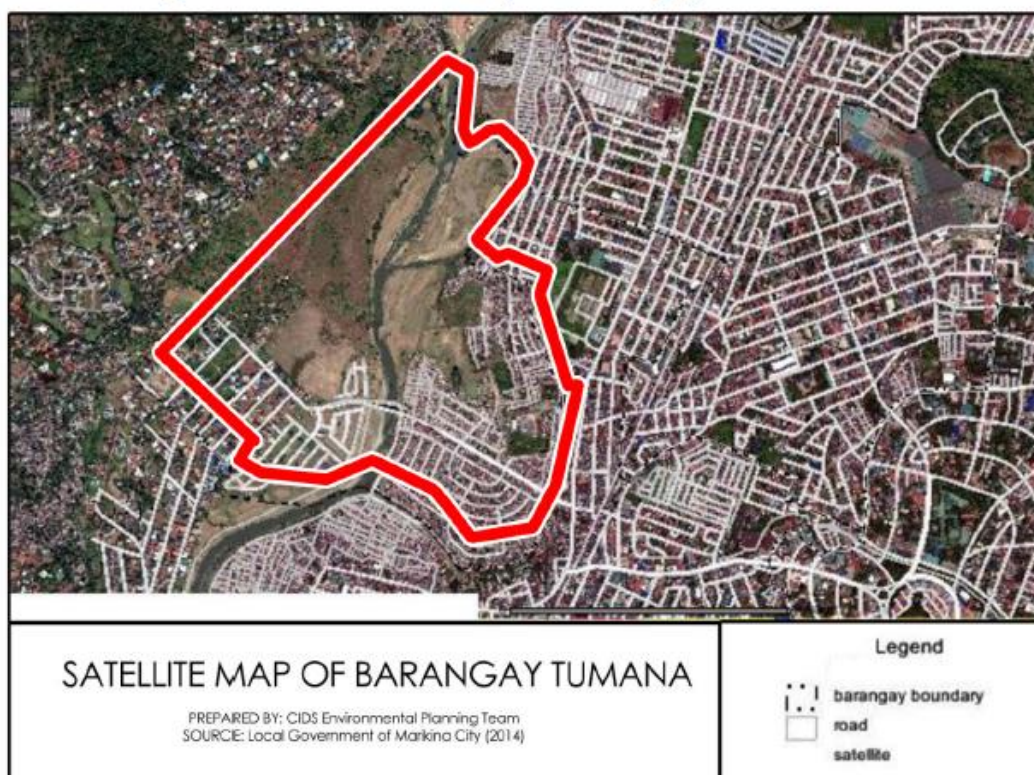 SATELLITE MAP OF BARANGAY TUMANA
PREPARED BY: CIDS Environmental Planning Team
SOURCIE: Local Government of Marikina City (2014)
Legend
barangay boundary
road
satellite